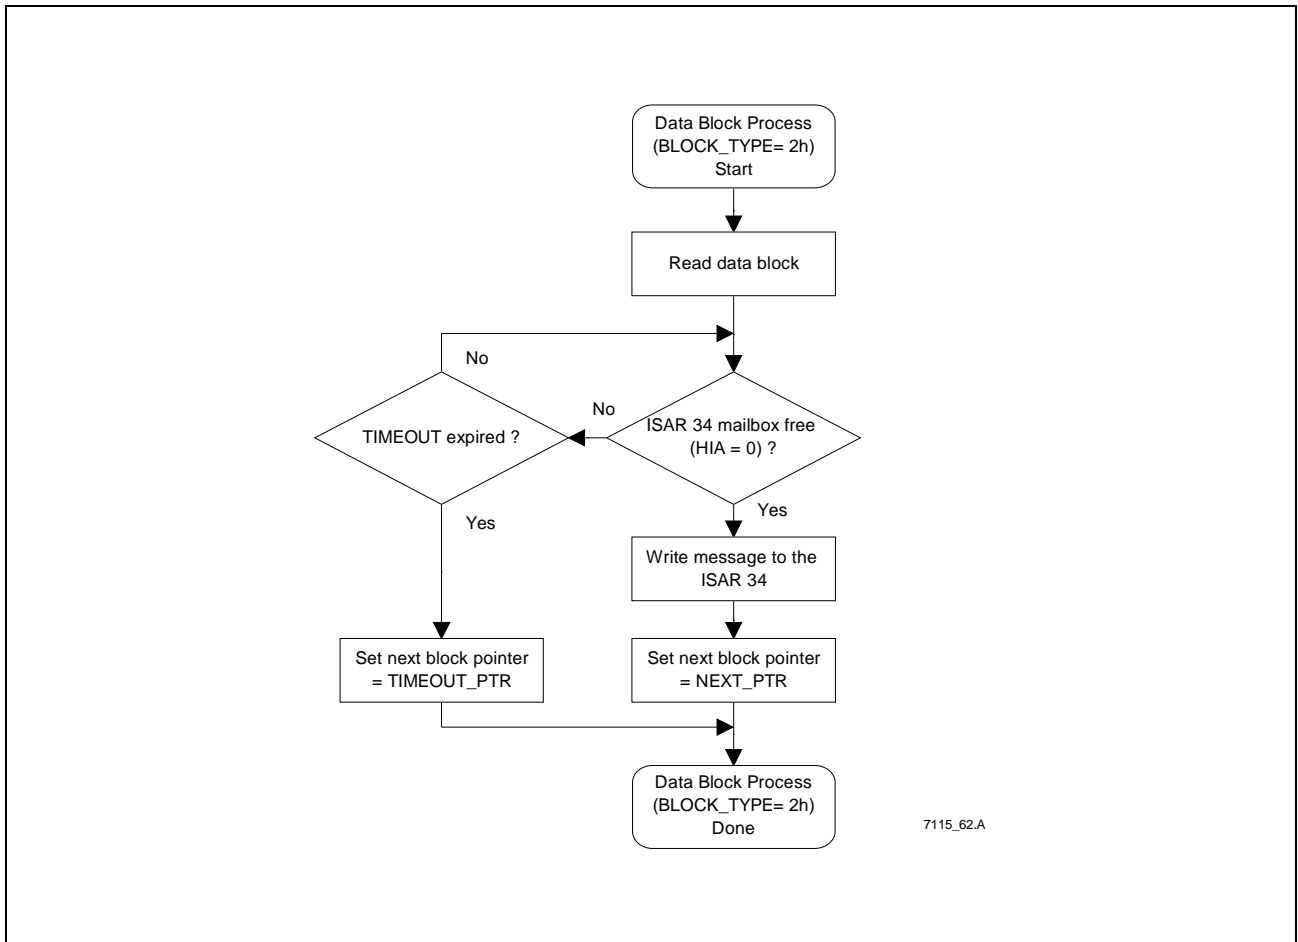 Data Block Process
(BLOCK_TYPE= 2h)
Start
Read data block
No
No
TIMEOUT expired ?
ISAR 34 mailbox free
(HIA = 0) ?
Yes
Yes
Write message to the
ISAR 34
Set next block pointer
= TIMEOUT_PTR
Set next block pointer
= NEXT_PTR
Data Block Process
(BLOCK_TYPE= 2h)
Done
7115_62.A